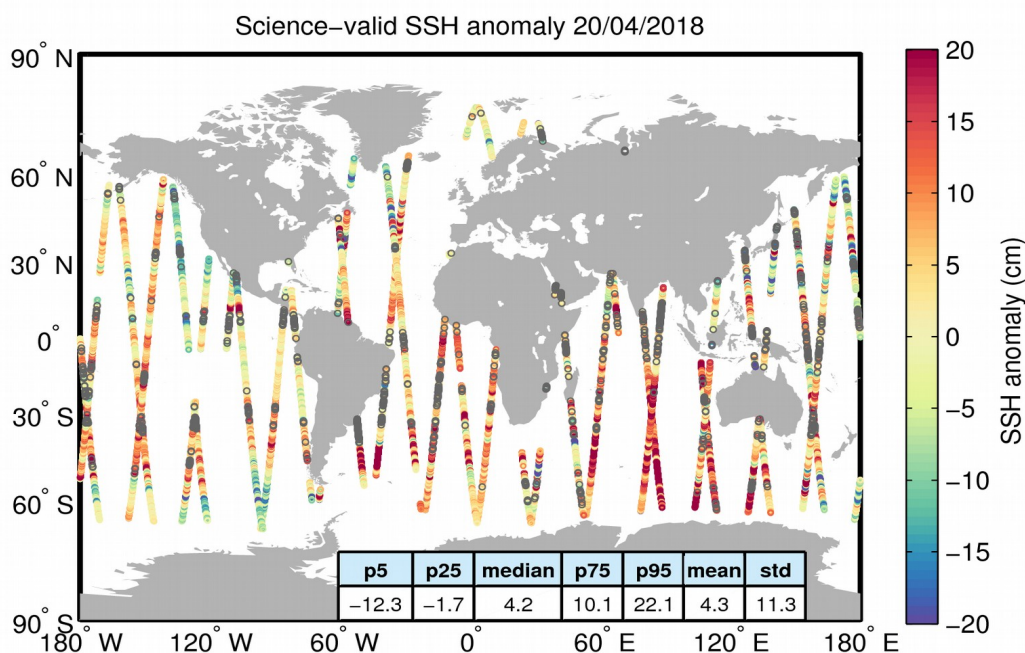 Science−valid SSH anomaly 20/04/2018
90° N
60° N
30° N
0°
30° S
60° S
90° S
180° W
120° W
60° W
0°
60° E
120° E
180° E
p5 p25 median p75 p95 mean std
−12.3 −1.7 4.2 10.1 22.1 4.3 11.3
20
15
10
5
0
−5
−10
−15
−20
SSH anomaly (cm)